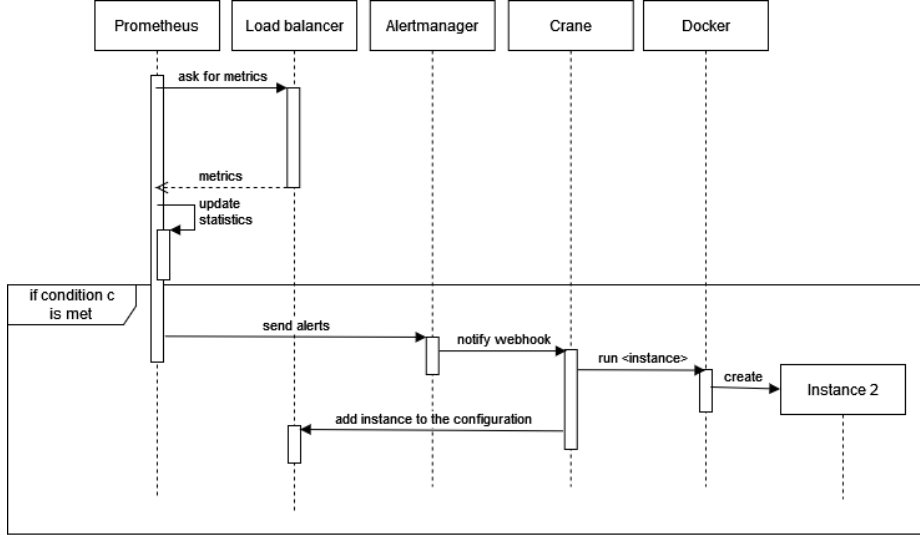 Prometheus
Load balancer
Alertmanager
Crane
Docker
ask for metrics
metrics
update
statistics
if condition c
is met
send alerts
notify webhook
run <instance>
create
Instance 2
add instance to the configuration